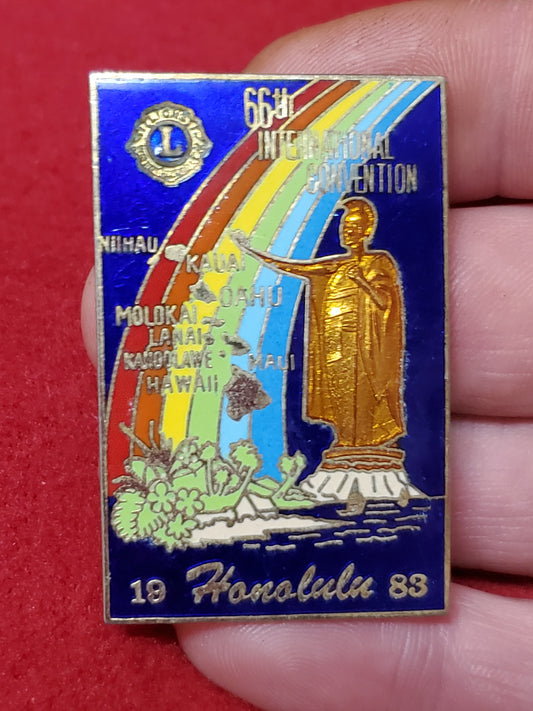 66th
INTERNATIONAL
CONVENTION
L
NIIHAU
KAUAI
OAHU
MOLOKAI
LANAI
KAHOOLAWE
MAUI
HAWAII
19 Honolulu 83